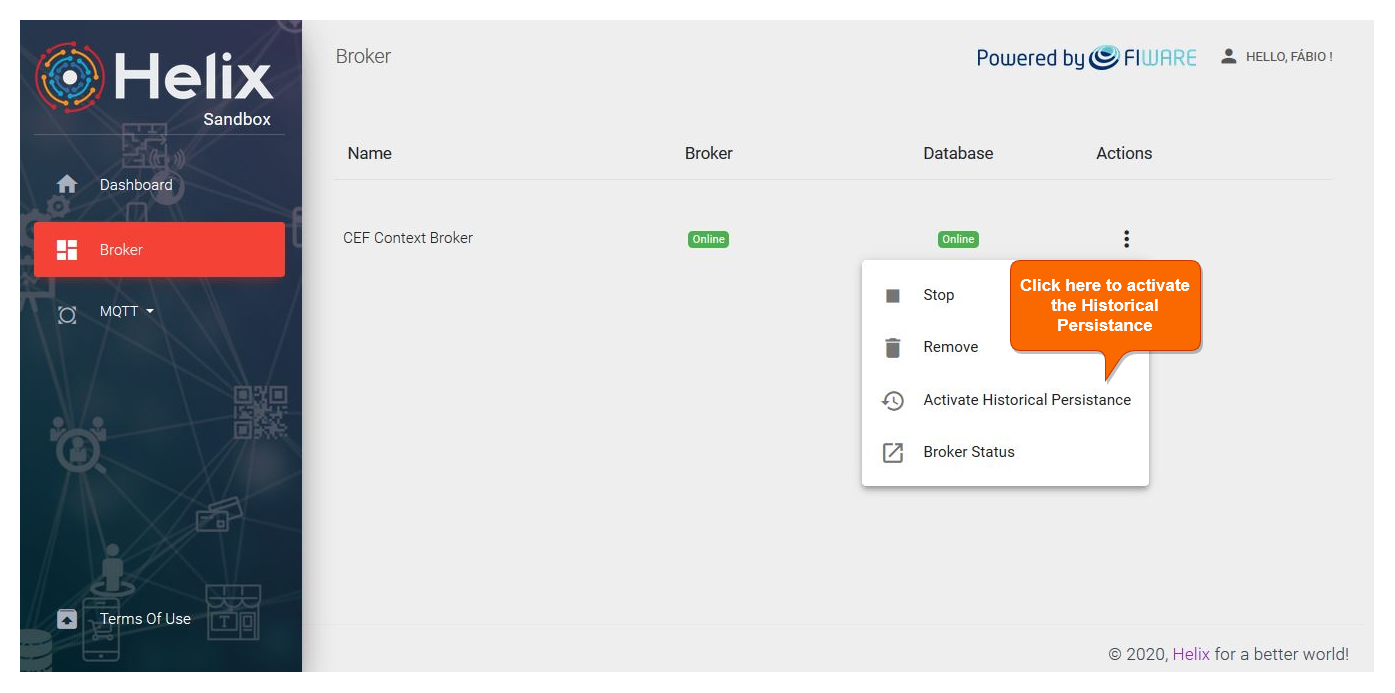 Helix
Sandbox
Dashboard
Broker
MQTT
Terms Of Use
Broker
Powered by FIWARE
HELLO, FÁBIO !
Name Broker Database Actions
CEF Context Broker Online Online
Stop
Remove
Activate Historical Persistance
Broker Status
Click here to activate
the Historical
Persistance
© 2020, Helix for a better world!